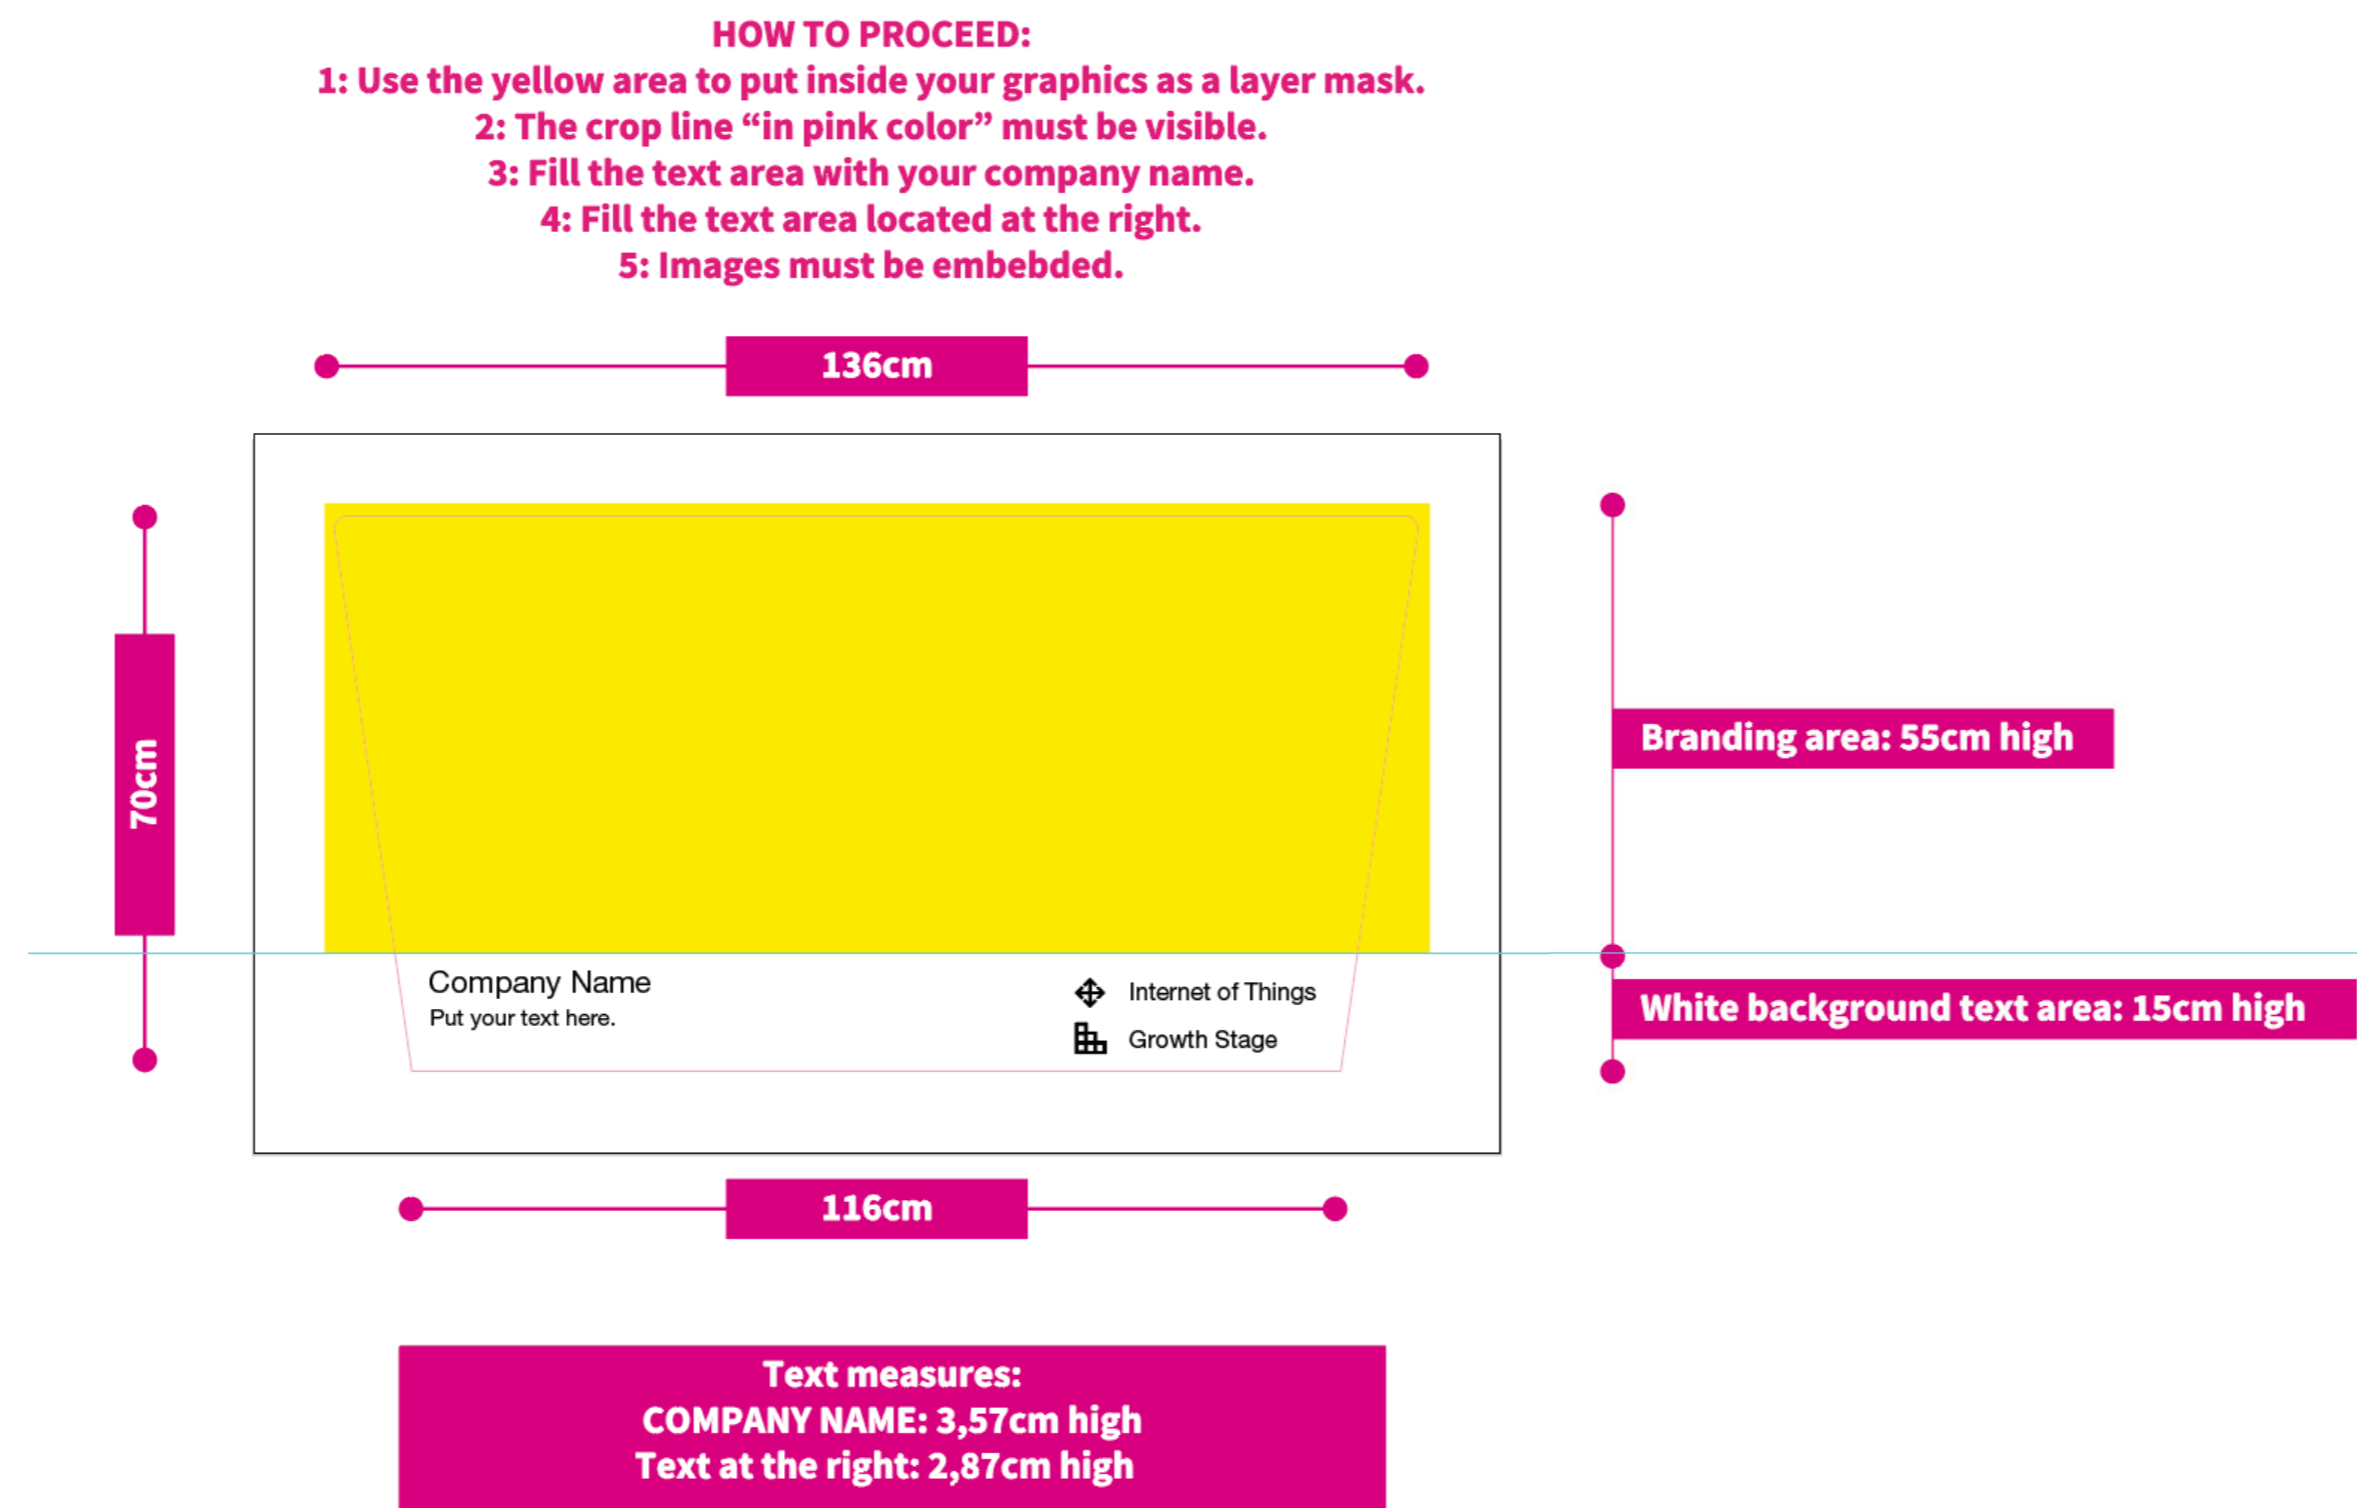 HOW TO PROCEED:
1: Use the yellow area to put inside your graphics as a layer mask.
2: The crop line “in pink color” must be visible.
3: Fill the text area with your company name.
4: Fill the text area located at the right.
5: Images must be embebded.
136cm
70cm
Branding area: 55cm high
Company Name
Put your text here.
Internet of Things
Growth Stage
White background text area: 15cm high
116cm
Text measures:
COMPANY NAME: 3,57cm high
Text at the right: 2,87cm high